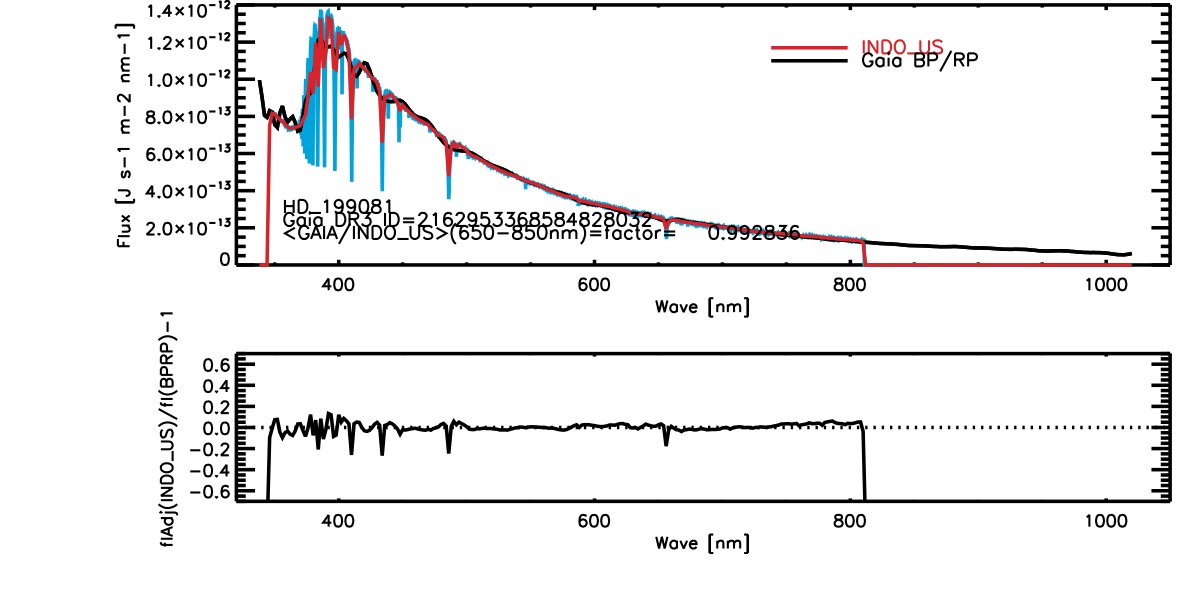 1.4×10-12
1.2×10-12
1.0×10-12
8.0×10-13
6.0×10-13
4.0×10-13
2.0×10-13
0
Flux [J s-1 m-2 nm-1]
INDO_US
Gaia BP/RP
HD_199081
Gaia DR3 ID=2162953368584828032
<GAIA/INDO_US>(650-850nm)=factor= 0.992836
400 600 800 1000
Wave [nm]
flAdj(INDO_US)/fl(BPRP)-1
0.6
0.4
0.2
0.0
-0.2
-0.4
-0.6
400 600 800 1000
Wave [nm]